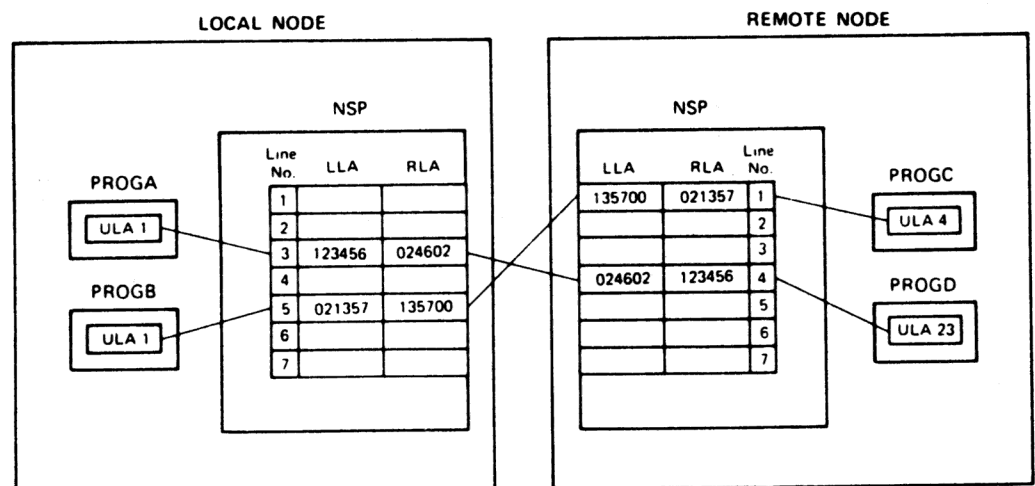 LOCAL NODE
REMOTE NODE
NSP
NSP
Line No. LLA RLA
LLA RLA Line No.
PROGA
ULA 1
PROGB
ULA 1
1
2
3 123456 024602
4
5 021357 135700
6
7
135700 021357 1
2
3
024602 123456 4
5
6
7
PROGC
ULA 4
PROGD
ULA 23